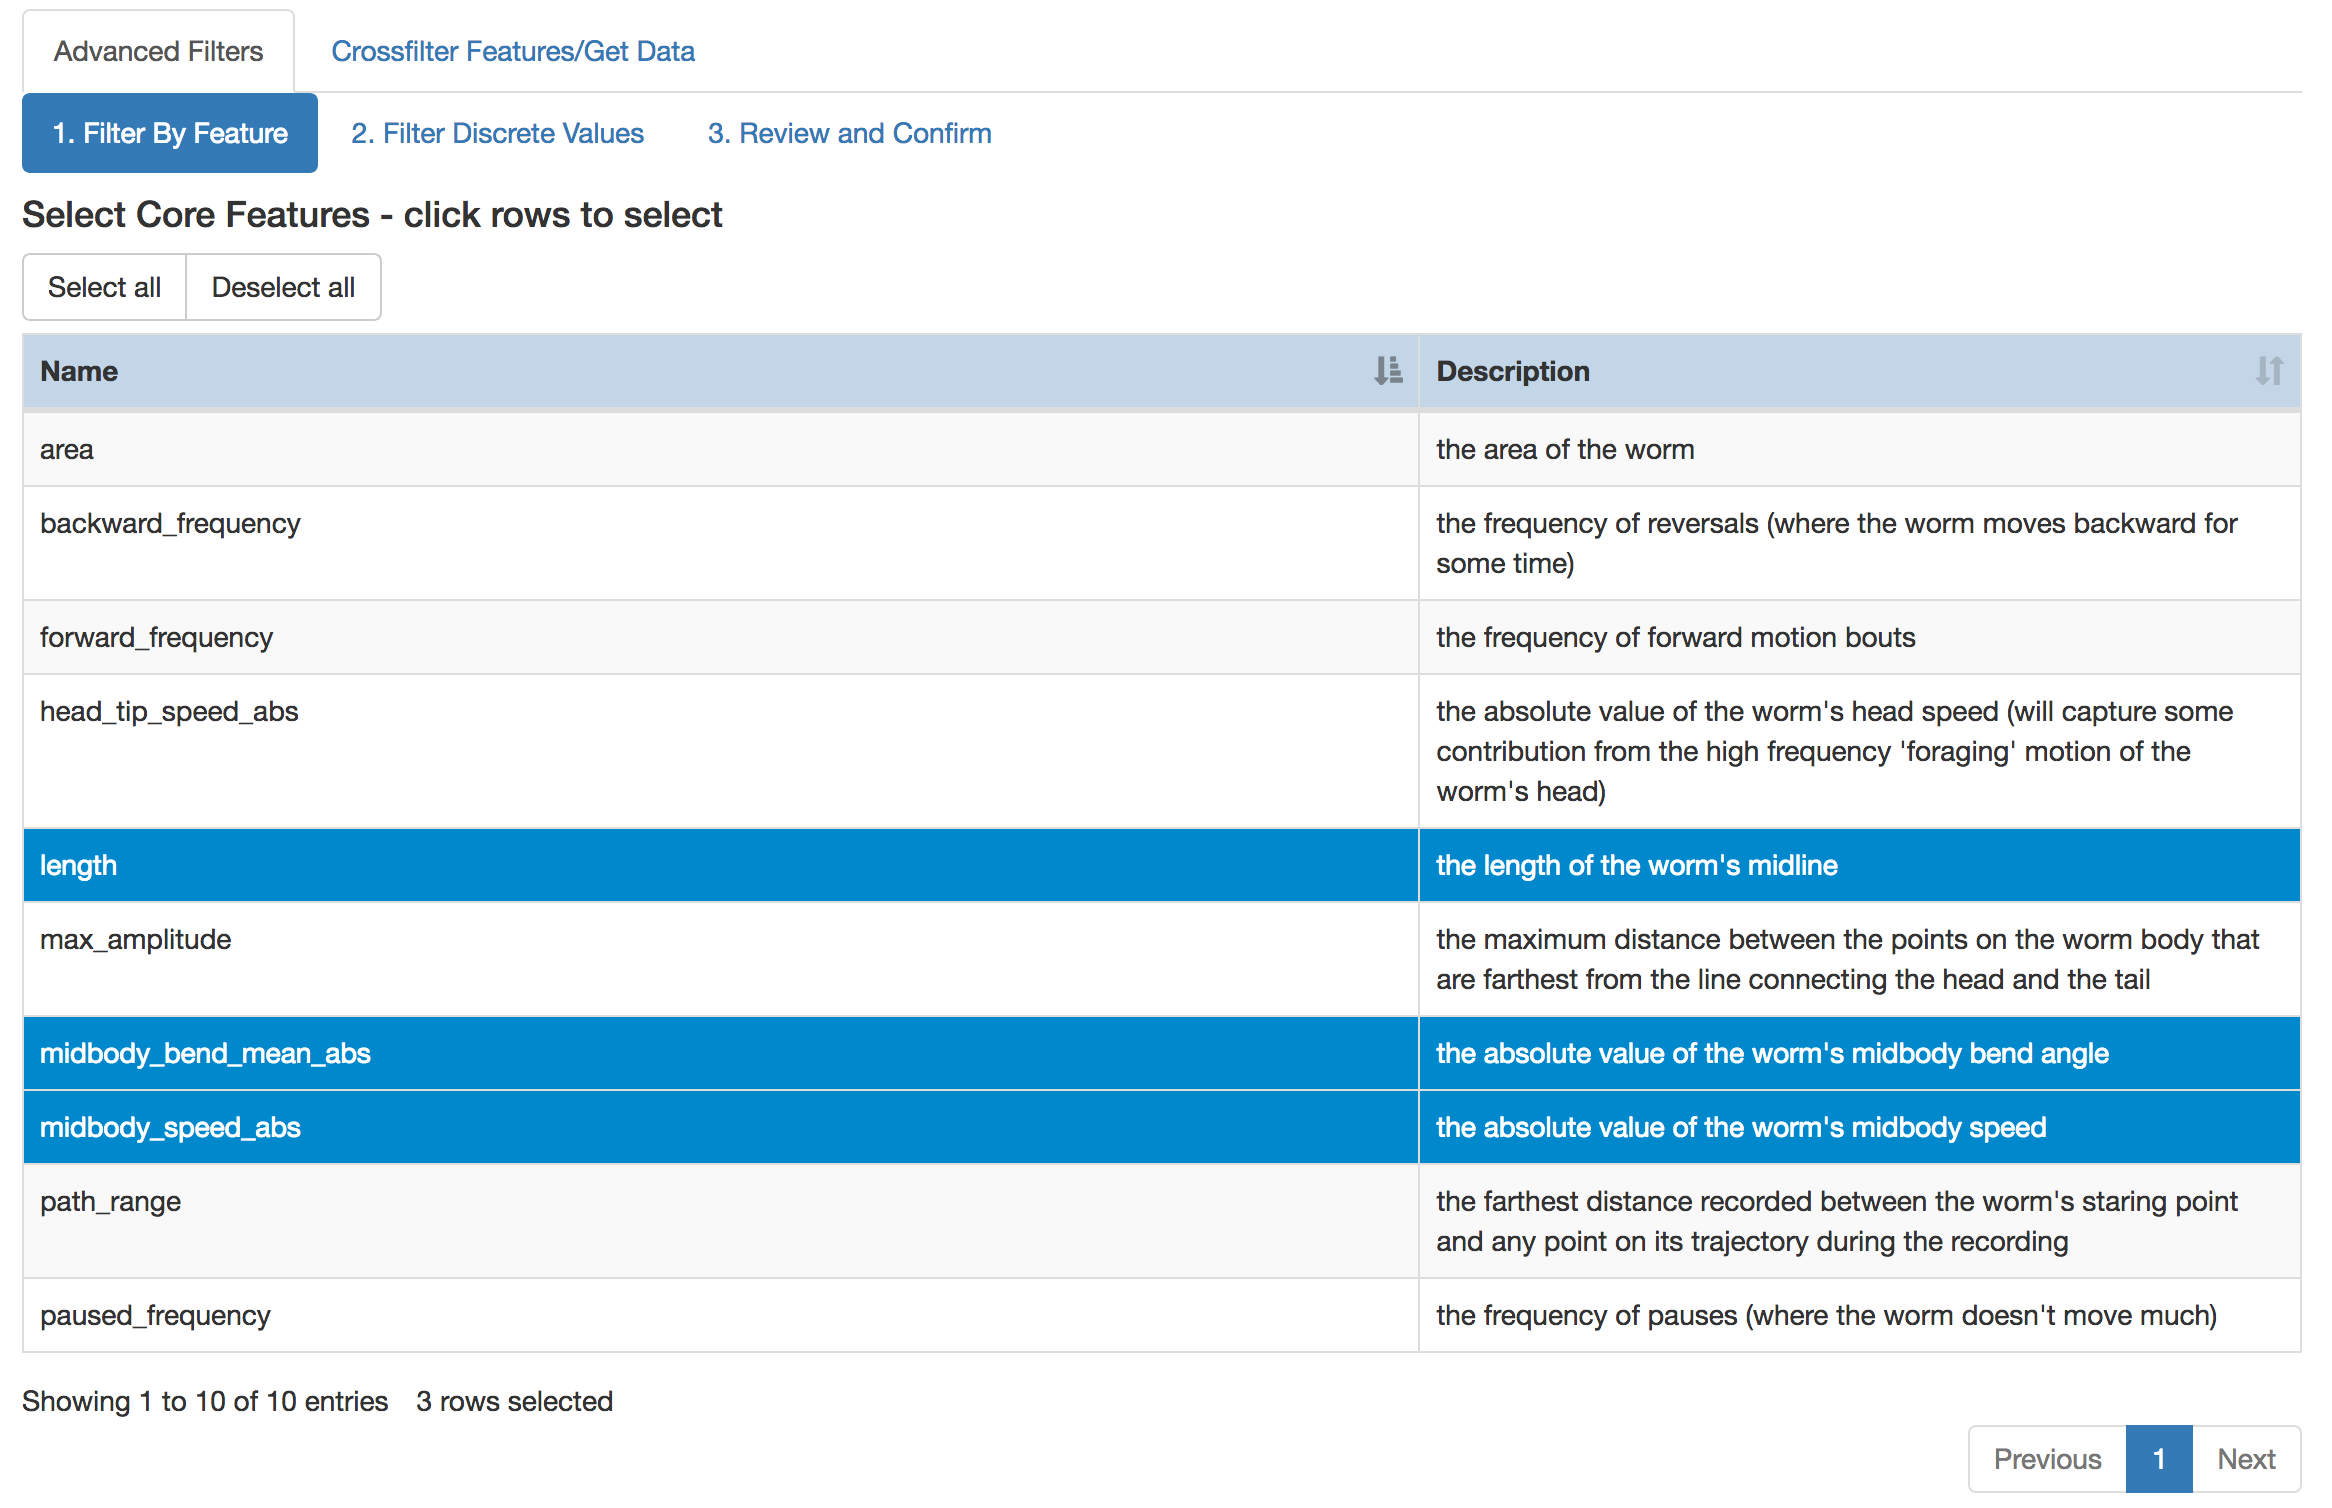 Advanced Filters Crossfilter Features/Get Data
1. Filter By Feature 2. Filter Discrete Values 3. Review and Confirm
Select Core Features - click rows to select
Select all Deselect all
Name Description
area the area of the worm
backward_frequency the frequency of reversals (where the worm moves backward for
some time)
forward_frequency the frequency of forward motion bouts
head_tip_speed_abs the absolute value of the worm's head speed (will capture some
contribution from the high frequency 'foraging' motion of the
worm's head)
length the length of the worm's midline
max_amplitude the maximum distance between the points on the worm body that
are farthest from the line connecting the head and the tail
midbody_bend_mean_abs the absolute value of the worm's midbody bend angle
midbody_speed_abs the absolute value of the worm's midbody speed
path_range the farthest distance recorded between the worm's staring point
and any point on its trajectory during the recording
paused_frequency the frequency of pauses (where the worm doesn't move much)
Showing 1 to 10 of 10 entries 3 rows selected
Previous 1 Next